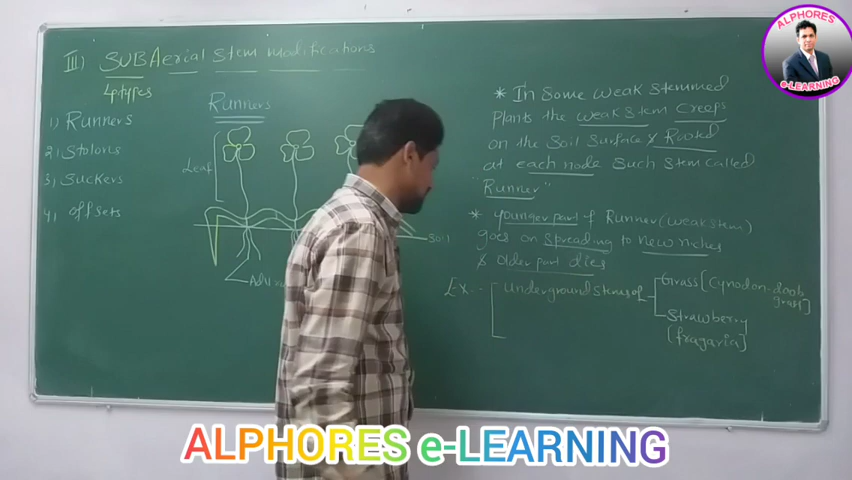 III) SUBAerial Stem modifications
4 types
1) Runners
2, Stolons
3, Suckers
4, Offsets
Runners
Leaf
Soil
* In Some weak stemmed
Plants the weak stem Creeps
on the Soil Surface & Rooted
at each node Such stem called
"Runner"
* younger part of Runner (weak stem)
goes on spreading to new niches
& older part dies
Ex - - Underground stems of
Grass [Cynodon - doob
grass]
Strawberry
[fragaria]
ALPHORES
e-LEARNING
ALPHORES e-LEARNING